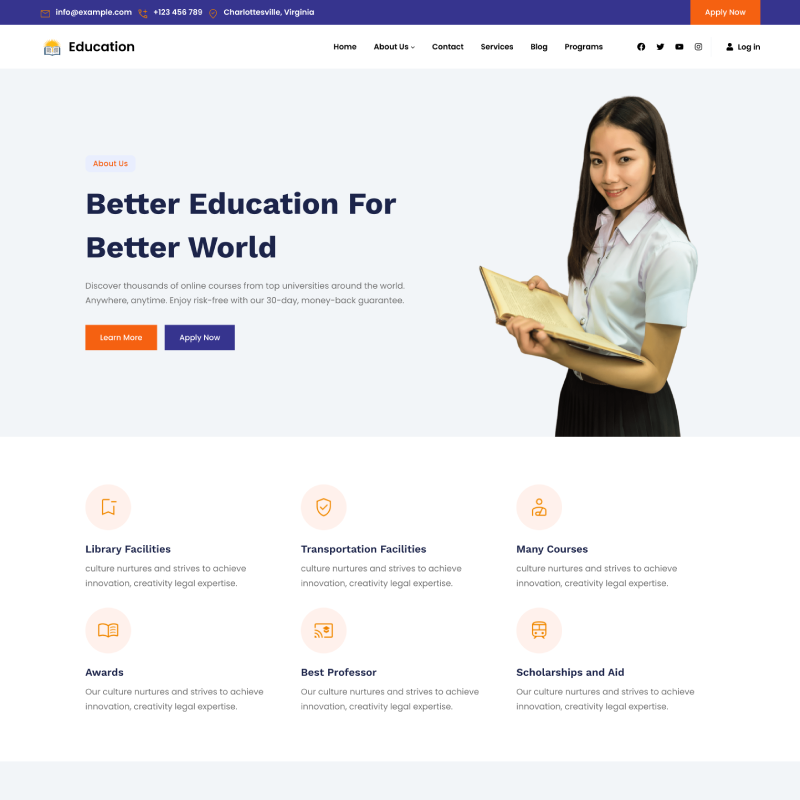 info@example.com +123 456 789 Charlottesville, Virginia Apply Now
Education Home About Us Contact Services Blog Programs Log in
About Us
Better Education For
Better World
Discover thousands of online courses from top universities around the world.
Anywhere, anytime. Enjoy risk-free with our 30-day, money-back guarantee.
Learn More Apply Now
Library Facilities
culture nurtures and strives to achieve
innovation, creativity legal expertise.
Transportation Facilities
culture nurtures and strives to achieve
innovation, creativity legal expertise.
Many Courses
culture nurtures and strives to achieve
innovation, creativity legal expertise.
Awards
Our culture nurtures and strives to achieve
innovation, creativity legal expertise.
Best Professor
Our culture nurtures and strives to achieve
innovation, creativity legal expertise.
Scholarships and Aid
Our culture nurtures and strives to achieve
innovation, creativity legal expertise.